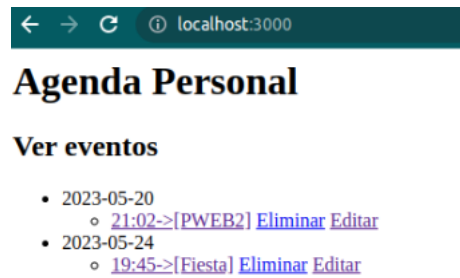 localhost:3000
Agenda Personal
Ver eventos
2023-05-20
21:02->[PWEB2] Eliminar Editar
2023-05-24
19:45->[Fiesta] Eliminar Editar